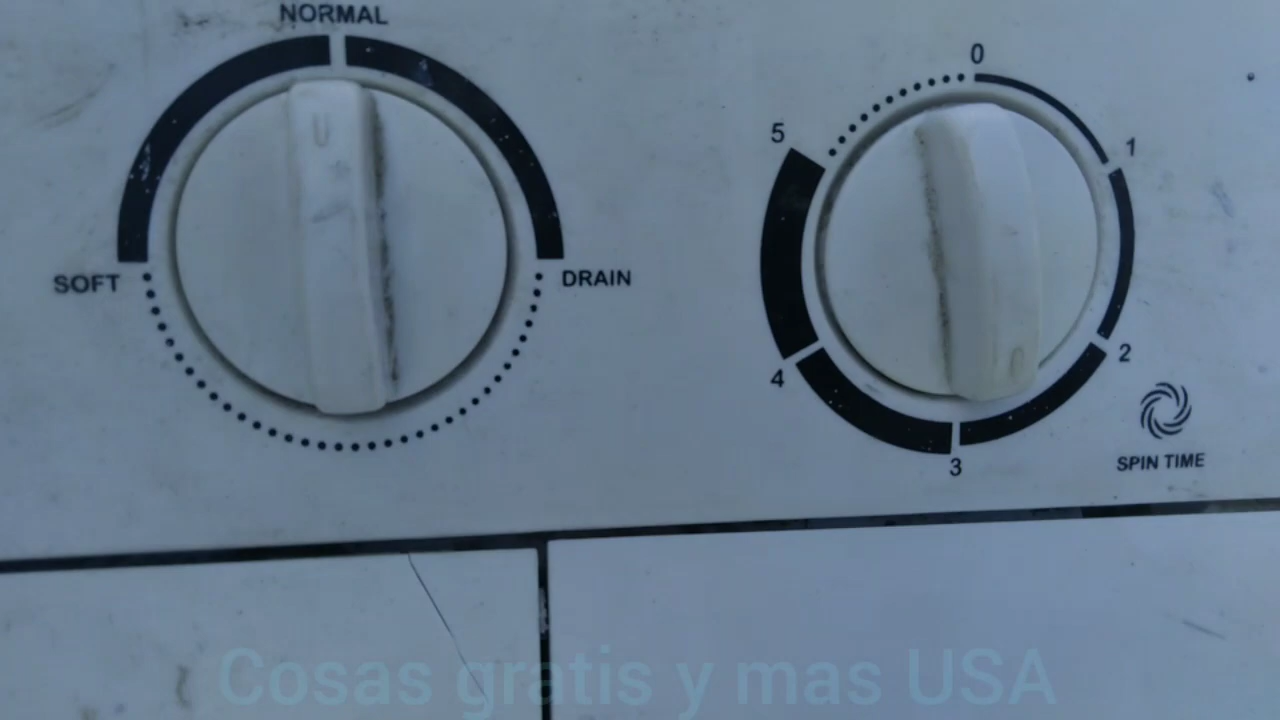 NORMAL
SOFT
DRAIN
0
1
2
3
4
5
SPIN TIME
Cosas gratis y mas USA